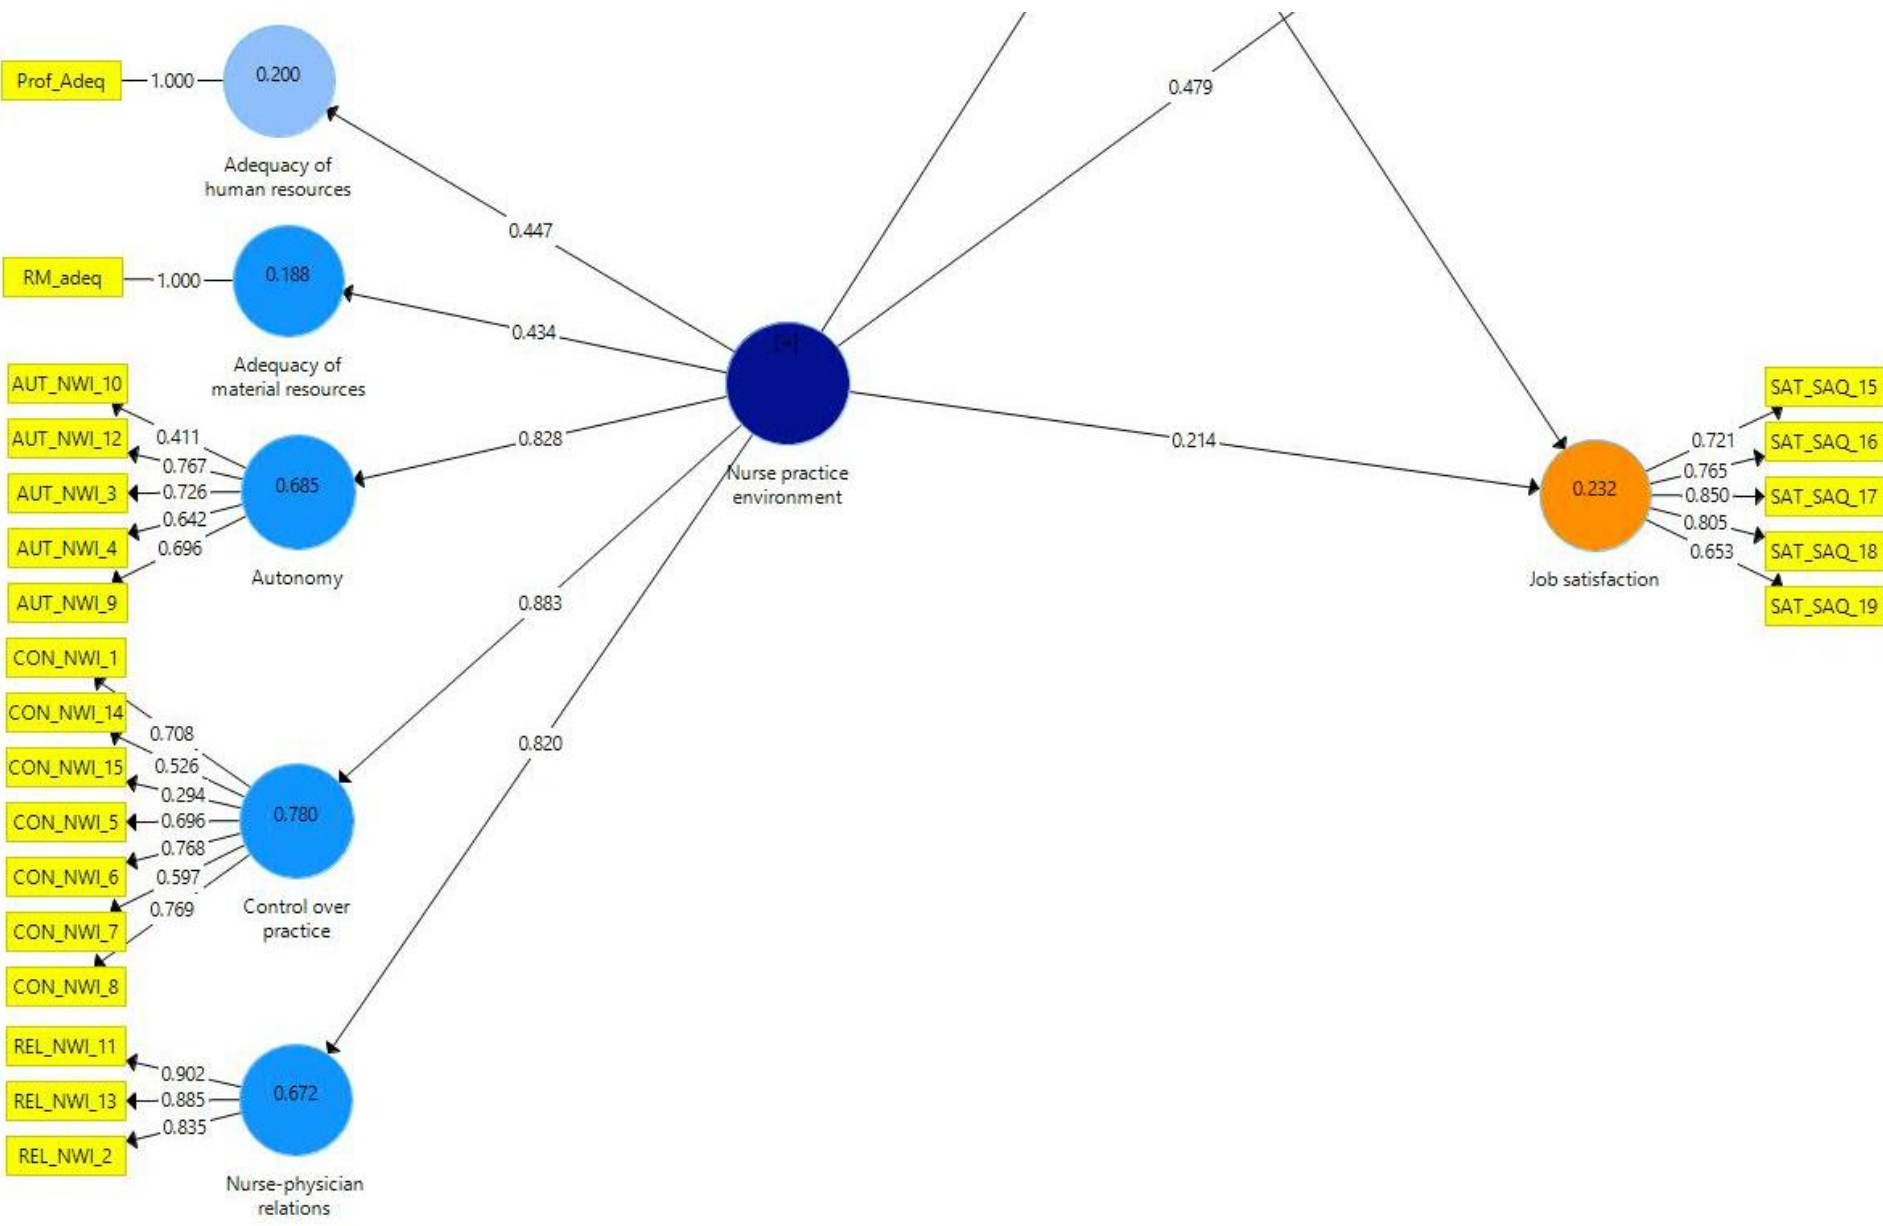 Prof_Adeq
1.000
0.200
Adequacy of
human resources
0.479
0.447
RM_adeq
1.000
0.188
Adequacy of
material resources
0.434
[+]
Nurse practice
environment
0.828
0.214
AUT_NWI_10
AUT_NWI_12
AUT_NWI_3
AUT_NWI_4
AUT_NWI_9
0.411
0.767
0.726
0.642
0.696
0.685
Autonomy
0.883
0.820
CON_NWI_1
CON_NWI_14
CON_NWI_15
CON_NWI_5
CON_NWI_6
CON_NWI_7
CON_NWI_8
0.708
0.526
0.294
0.696
0.768
0.597
0.769
0.780
Control over
practice
REL_NWI_11
REL_NWI_13
REL_NWI_2
0.902
0.885
0.835
0.672
Nurse-physician
relations
0.232
Job satisfaction
0.721
0.765
0.850
0.805
0.653
SAT_SAQ_15
SAT_SAQ_16
SAT_SAQ_17
SAT_SAQ_18
SAT_SAQ_19